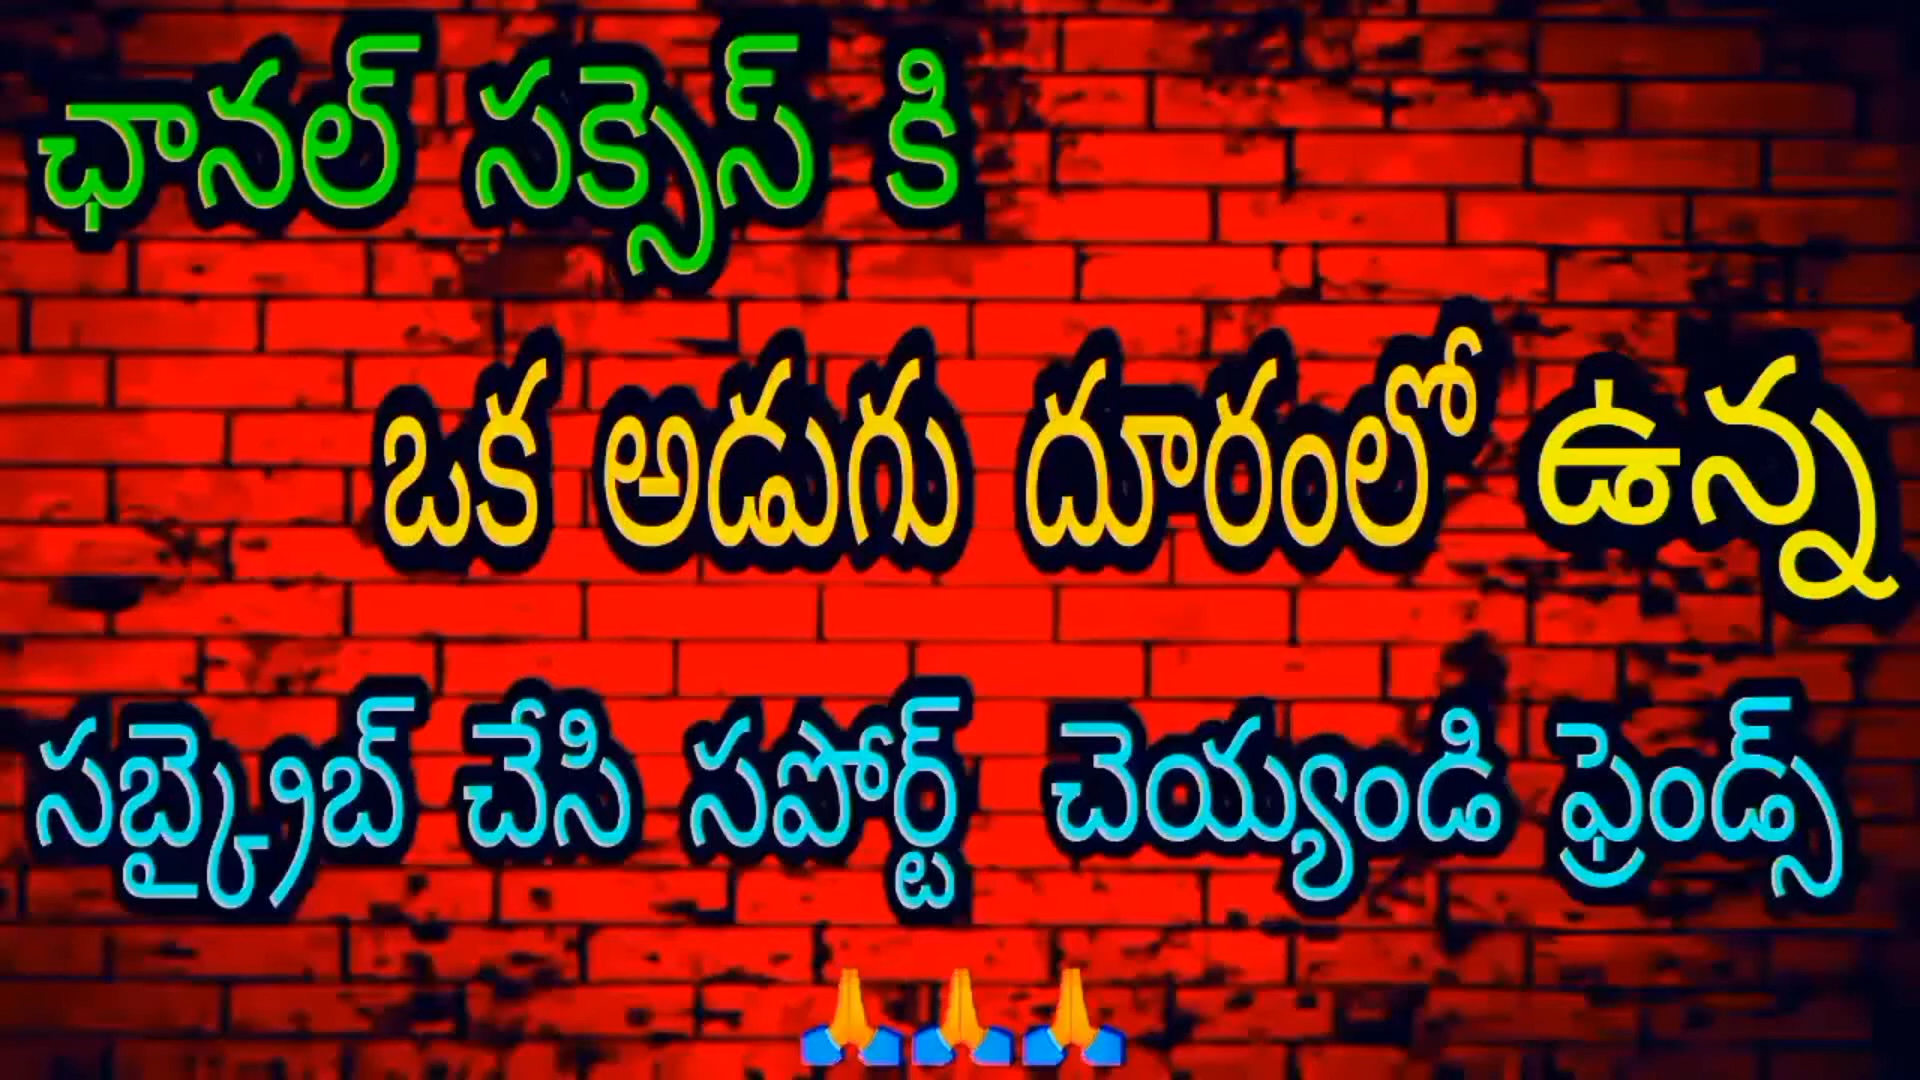 ఛానల్ సక్సెస్ కి
ఒక అడుగు దూరంలో ఉన్న
సబ్స్క్రైబ్ చేసి సపోర్ట్ చెయ్యండి ఫ్రెండ్స్
🙏🙏🙏